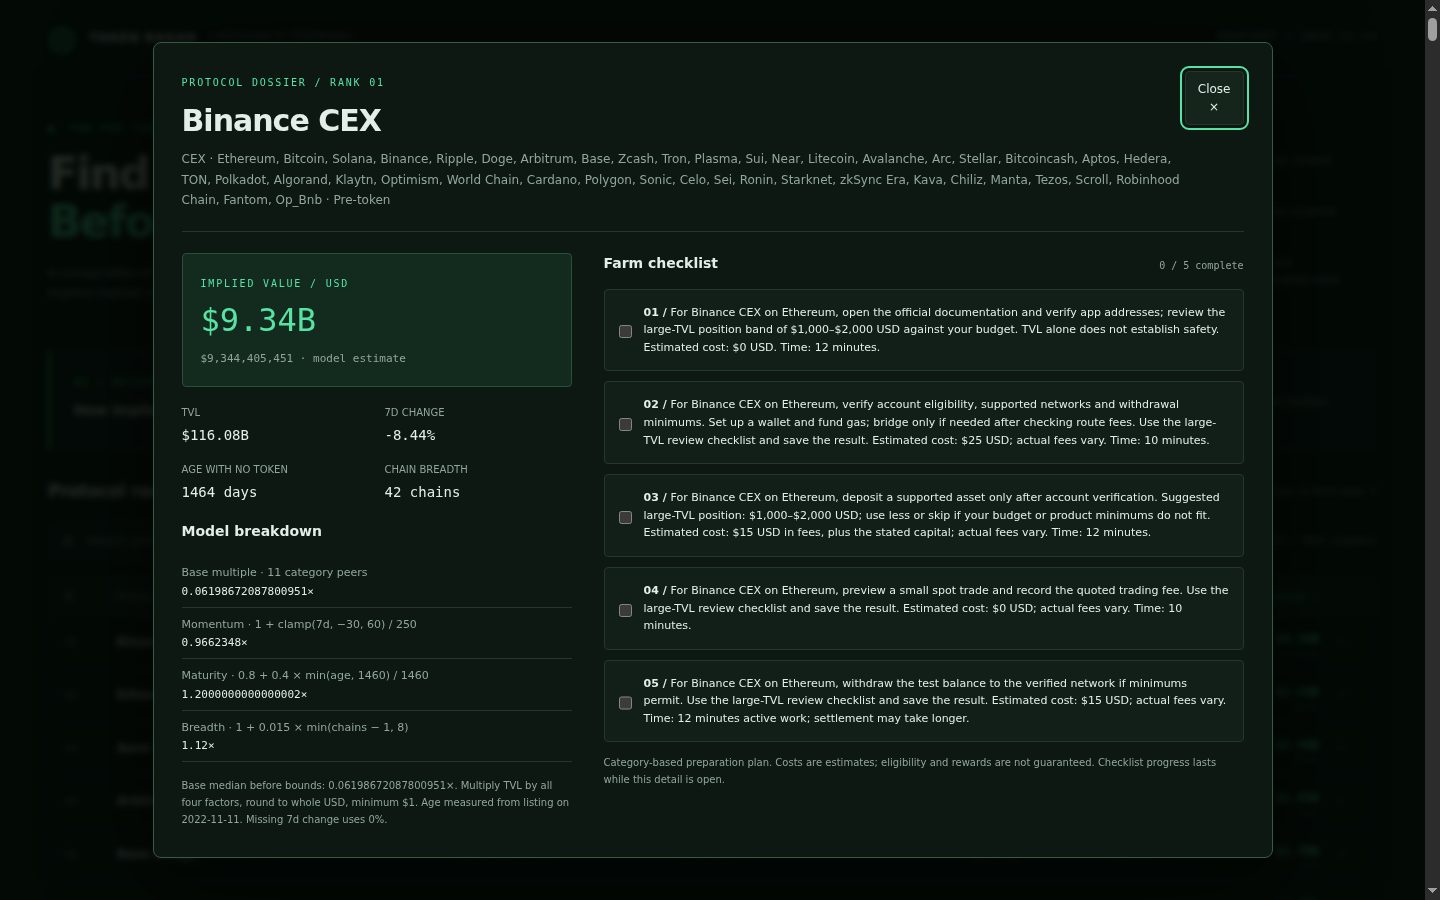 PROTOCOL DOSSIER / RANK 01
Close
×
Binance CEX
CEX · Ethereum, Bitcoin, Solana, Binance, Ripple, Doge, Arbitrum, Base, Zcash, Tron, Plasma, Sui, Near, Litecoin, Avalanche, Arc, Stellar, Bitcoincash, Aptos, Hedera,
TON, Polkadot, Algorand, Klaytn, Optimism, World Chain, Cardano, Polygon, Sonic, Celo, Sei, Ronin, Starknet, zkSync Era, Kava, Chiliz, Manta, Tezos, Scroll, Robinhood
Chain, Fantom, Op_Bnb · Pre-token
IMPLIED VALUE / USD
$9.34B
$9,344,405,451 · model estimate
TVL
$116.08B
7D CHANGE
-8.44%
AGE WITH NO TOKEN
1464 days
CHAIN BREADTH
42 chains
Model breakdown
Base multiple · 11 category peers
0.06198672087800951×
Momentum · 1 + clamp(7d, −30, 60) / 250
0.9662348×
Maturity · 0.8 + 0.4 × min(age, 1460) / 1460
1.2000000000000002×
Breadth · 1 + 0.015 × min(chains − 1, 8)
1.12×
Base median before bounds: 0.06198672087800951×. Multiply TVL by all
four factors, round to whole USD, minimum $1. Age measured from listing on
2022-11-11. Missing 7d change uses 0%.
Farm checklist
0 / 5 complete
01 / For Binance CEX on Ethereum, open the official documentation and verify app addresses; review the
large-TVL position band of $1,000–$2,000 USD against your budget. TVL alone does not establish safety.
Estimated cost: $0 USD. Time: 12 minutes.
02 / For Binance CEX on Ethereum, verify account eligibility, supported networks and withdrawal
minimums. Set up a wallet and fund gas; bridge only if needed after checking route fees. Use the large-
TVL review checklist and save the result. Estimated cost: $25 USD; actual fees vary. Time: 10 minutes.
03 / For Binance CEX on Ethereum, deposit a supported asset only after account verification. Suggested
large-TVL position: $1,000–$2,000 USD; use less or skip if your budget or product minimums do not fit.
Estimated cost: $15 USD in fees, plus the stated capital; actual fees vary. Time: 12 minutes.
04 / For Binance CEX on Ethereum, preview a small spot trade and record the quoted trading fee. Use the
large-TVL review checklist and save the result. Estimated cost: $0 USD; actual fees vary. Time: 10
minutes.
05 / For Binance CEX on Ethereum, withdraw the test balance to the verified network if minimums
permit. Use the large-TVL review checklist and save the result. Estimated cost: $15 USD; actual fees vary.
Time: 12 minutes active work; settlement may take longer.
Category-based preparation plan. Costs are estimates; eligibility and rewards are not guaranteed. Checklist progress lasts
while this detail is open.
Find
Befo